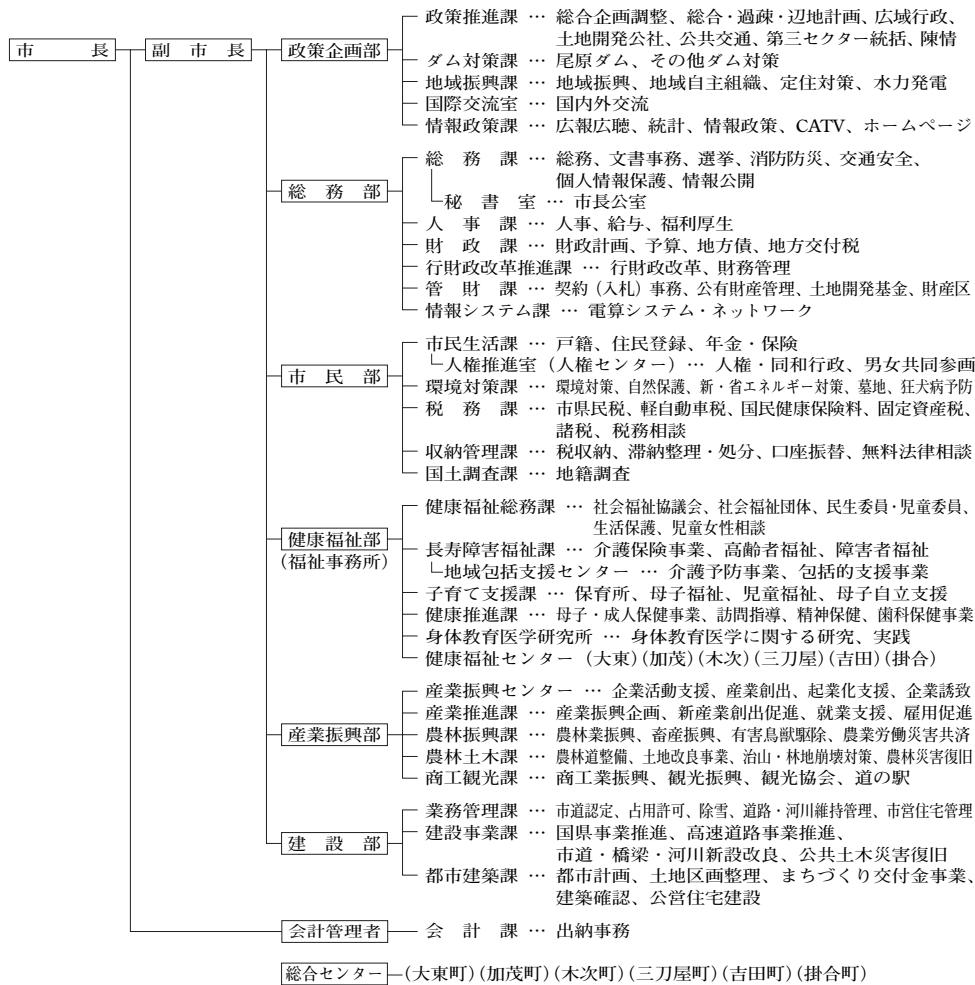 市長 副市長 政策企画部
政策推進課 … 総合企画調整、総合・過疎・辺地計画、広域行政、
土地開発公社、公共交通、第三セクター統括、陳情
ダム対策課 … 尾原ダム、その他ダム対策
地域振興課 … 地域振興、地域自主組織、定住対策、水力発電
国際交流室 … 国内外交流
情報政策課 … 広報広聴、統計、情報政策、CATV、ホームページ
総務部
総務課 … 総務、文書事務、選挙、消防防災、交通安全、
個人情報保護、情報公開
秘書室 … 市長公室
人事課 … 人事、給与、福利厚生
財政課 … 財政計画、予算、地方債、地方交付税
行財政改革推進課 … 行財政改革、財務管理
管財課 … 契約（入札）事務、公有財産管理、土地開発基金、財産区
情報システム課 … 電算システム・ネットワーク
市民部
市民生活課 … 戸籍、住民登録、年金・保険
人権推進室（人権センター）… 人権・同和行政、男女共同参画
環境対策課 … 環境対策、自然保護、新・省エネルギー対策、墓地、狂犬病予防
税務課 … 市県民税、軽自動車税、国民健康保険料、固定資産税、
諸税、税務相談
収納管理課 … 税収納、滞納整理・処分、口座振替、無料法律相談
国土調査課 … 地籍調査
健康福祉部
（福祉事務所）
健康福祉総務課 … 社会福祉協議会、社会福祉団体、民生委員・児童委員、
生活保護、児童女性相談
長寿障害福祉課 … 介護保険事業、高齢者福祉、障害者福祉
地域包括支援センター … 介護予防事業、包括的支援事業
子育て支援課 … 保育所、母子福祉、児童福祉、母子自立支援
健康推進課 … 母子・成人保健事業、訪問指導、精神保健、歯科保健事業
身体教育医学研究所 … 身体教育医学に関する研究、実践
健康福祉センター（大東）（加茂）（木次）（三刀屋）（吉田）（掛合）
産業振興部
産業振興センター … 企業活動支援、産業創出、起業化支援、企業誘致
産業推進課 … 産業振興企画、新産業創出促進、就業支援、雇用促進
農林振興課 … 農林業振興、畜産振興、有害鳥獣駆除、農業労働災害共済
農林土木課 … 農林道整備、土地改良事業、治山・林地崩壊対策、農林災害復旧
商工観光課 … 商工業振興、観光振興、観光協会、道の駅
建設部
業務管理課 … 市道認定、占用許可、除雪、道路・河川維持管理、市営住宅管理
建設事業課 … 国県事業推進、高速道路事業推進、
市道・橋梁・河川新設改良、公共土木災害復旧
都市建築課 … 都市計画、土地区画整理、まちづくり交付金事業、
建築確認、公営住宅建設
会計管理者 会計課 … 出納事務
総合センター （大東町）（加茂町）（木次町）（三刀屋町）（吉田町）（掛合町）